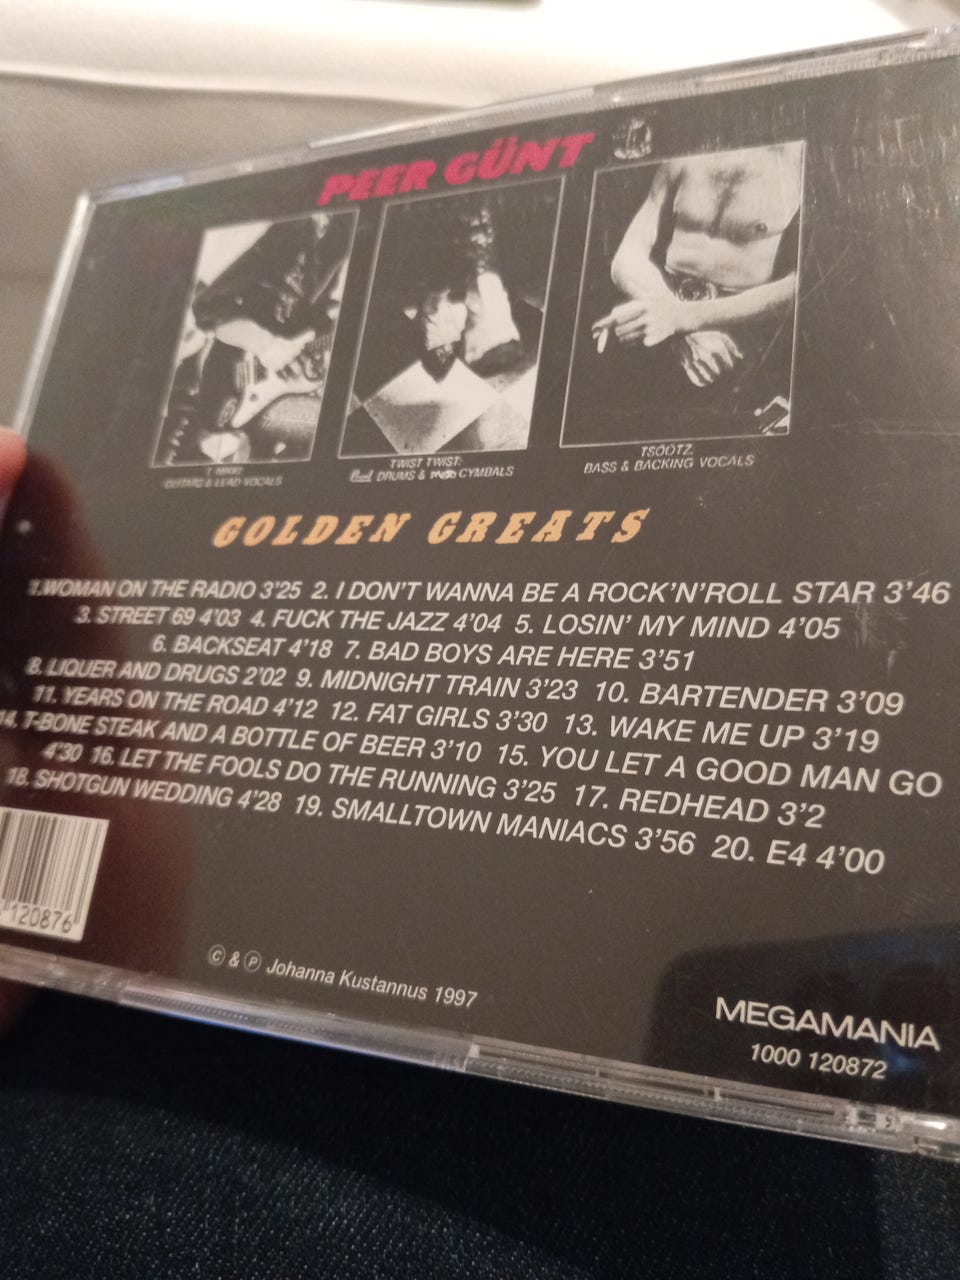 PEER GÜNT
T. NIKKI:
GUITARS & LEAD VOCALS
TWIST TWIST:
DRUMS & CYMBALS
TSÖÖTZ:
BASS & BACKING VOCALS
GOLDEN GREATS
1.WOMAN ON THE RADIO 3'25 2. I DON'T WANNA BE A ROCK'N'ROLL STAR 3'46
3. STREET 69 4'03 4. FUCK THE JAZZ 4'04 5. LOSIN' MY MIND 4'05
6. BACKSEAT 4'18 7. BAD BOYS ARE HERE 3'51
8. LIQUER AND DRUGS 2'02 9. MIDNIGHT TRAIN 3'23 10. BARTENDER 3'09
11. YEARS ON THE ROAD 4'12 12. FAT GIRLS 3'30 13. WAKE ME UP 3'19
14. T-BONE STEAK AND A BOTTLE OF BEER 3'10 15. YOU LET A GOOD MAN GO
4'30 16. LET THE FOOLS DO THE RUNNING 3'25 17. REDHEAD 3'2
18. SHOTGUN WEDDING 4'28 19. SMALLTOWN MANIACS 3'56 20. E4 4'00
120876
© & ℗ Johanna Kustannus 1997
MEGAMANIA
1000 120872